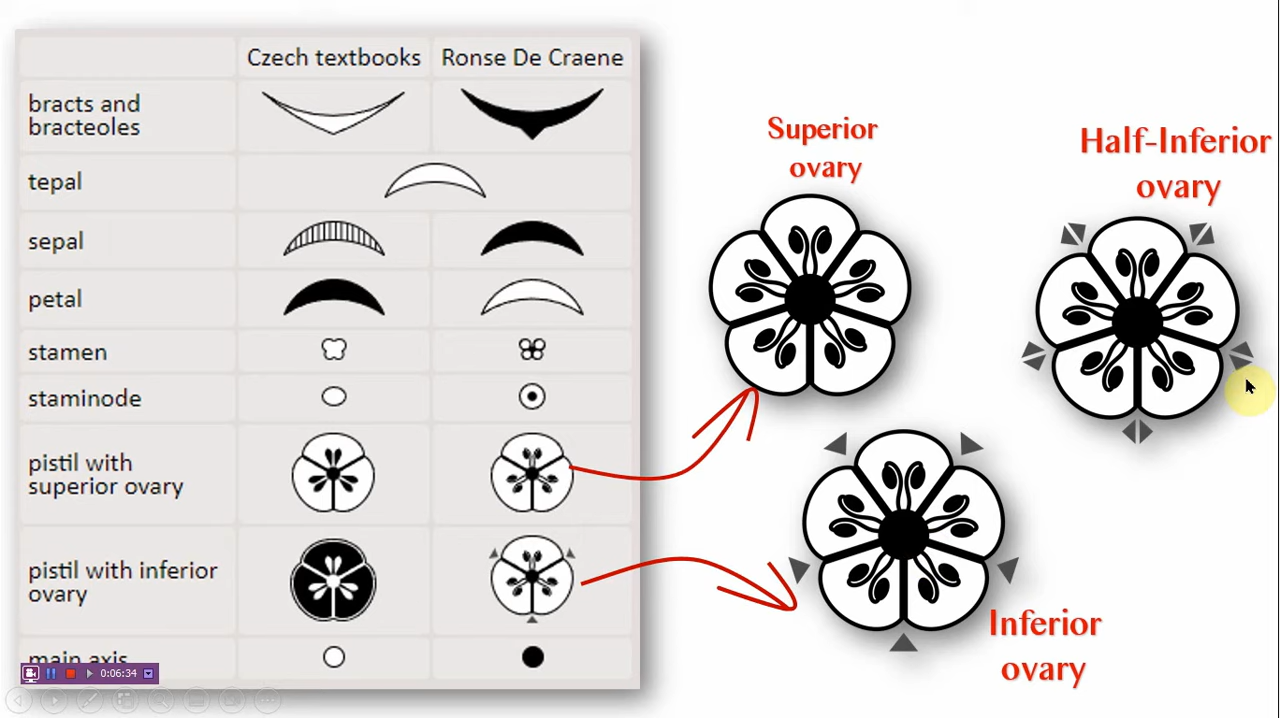 Czech textbooks
Ronse De Craene
bracts and
bracteoles
tepal
sepal
petal
stamen
staminode
pistil with
superior ovary
pistil with inferior
ovary
main axis
0:06:34
Superior
ovary
Half-Inferior
ovary
Inferior
ovary